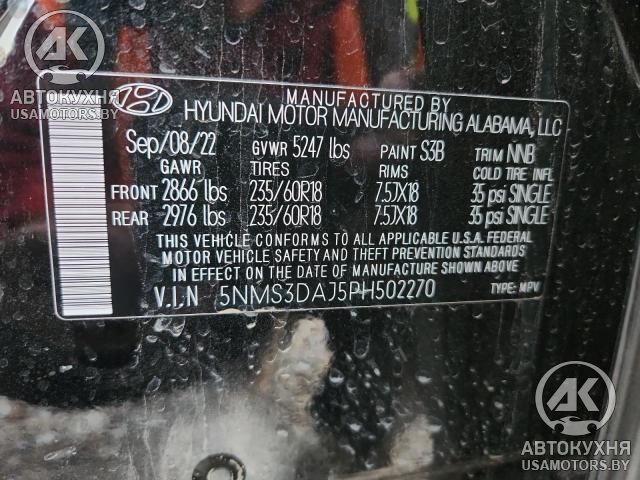 АК
АВТОКУХНЯ
USAMOTORS.BY
MANUFACTURED BY
HYUNDAI MOTOR MANUFACTURING ALABAMA, LLC
Sep/08/22 GVWR 5247 lbs PAINT S3B TRIM NNB
GAWR TIRES RIMS COLD TIRE INFL
FRONT 2866 lbs 235/60R18 7.5JX18 35 psi SINGLE
REAR 2976 lbs 235/60R18 7.5JX18 35 psi SINGLE
THIS VEHICLE CONFORMS TO ALL APPLICABLE U.S.A. FEDERAL
MOTOR VEHICLE SAFETY AND THEFT PREVENTION STANDARDS
IN EFFECT ON THE DATE OF MANUFACTURE SHOWN ABOVE.
V.I.N 5NMS3DAJ5PH502270 TYPE: MPV
АК
АВТОКУХНЯ
USAMOTORS.BY